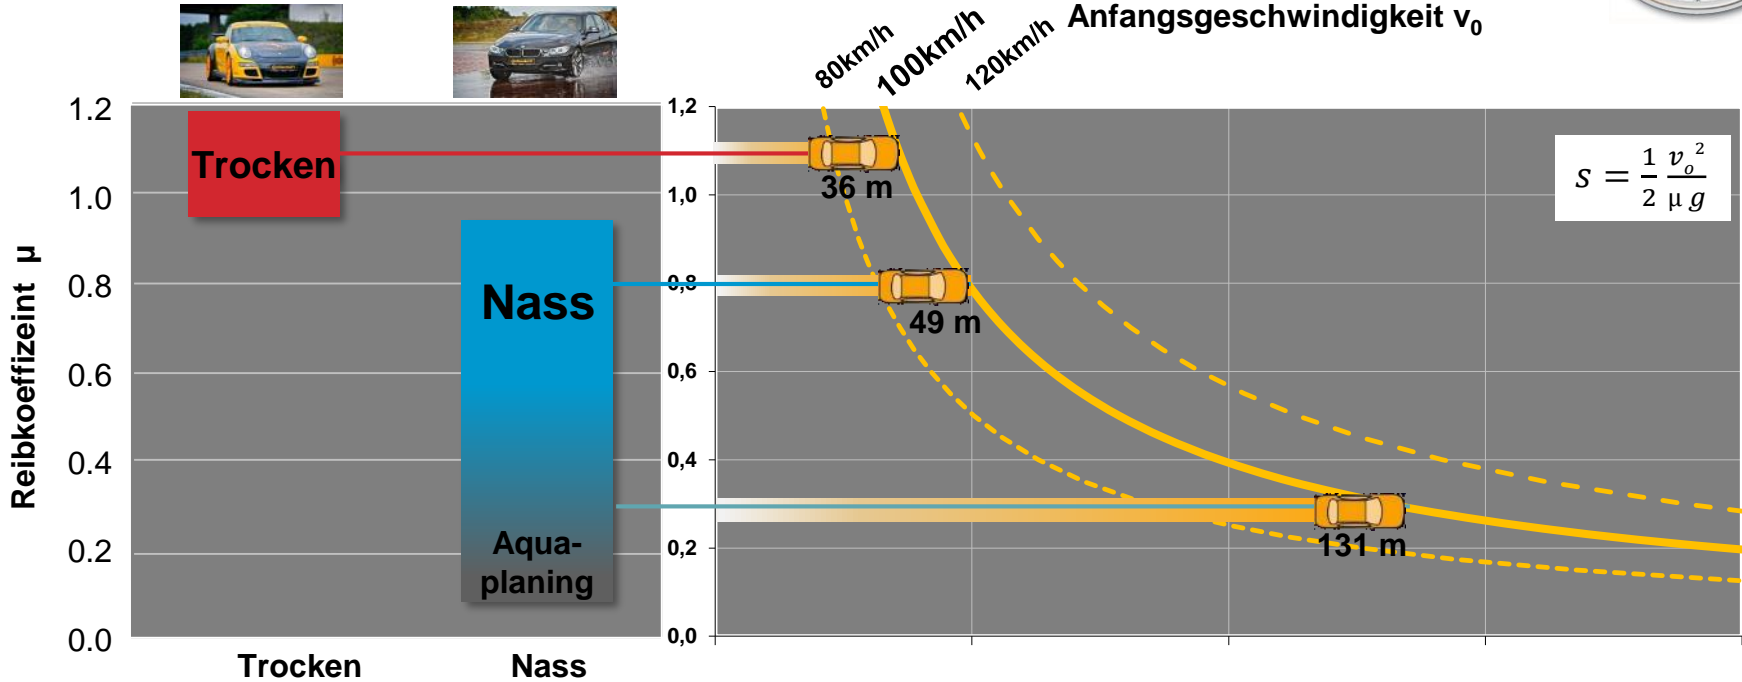 Anfangsgeschwindigkeit v₀
80km/h
100km/h
120km/h
Reibkoeffizeint µ
1.2
1.0
0.8
0.6
0.4
0.2
0.0
Trocken
Nass
Aqua-
planing
Trocken
Nass
1,2
1,0
0,8
0,6
0,4
0,2
0,0
36 m
49 m
131 m
s = 1/2 v₀²/µ g